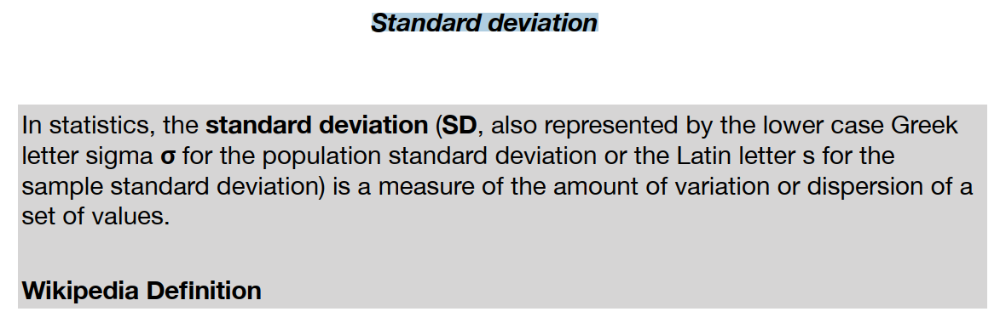 Standard deviation
In statistics, the standard deviation (SD, also represented by the lower case Greek
letter sigma σ for the population standard deviation or the Latin letter s for the
sample standard deviation) is a measure of the amount of variation or dispersion of a
set of values.
Wikipedia Definition